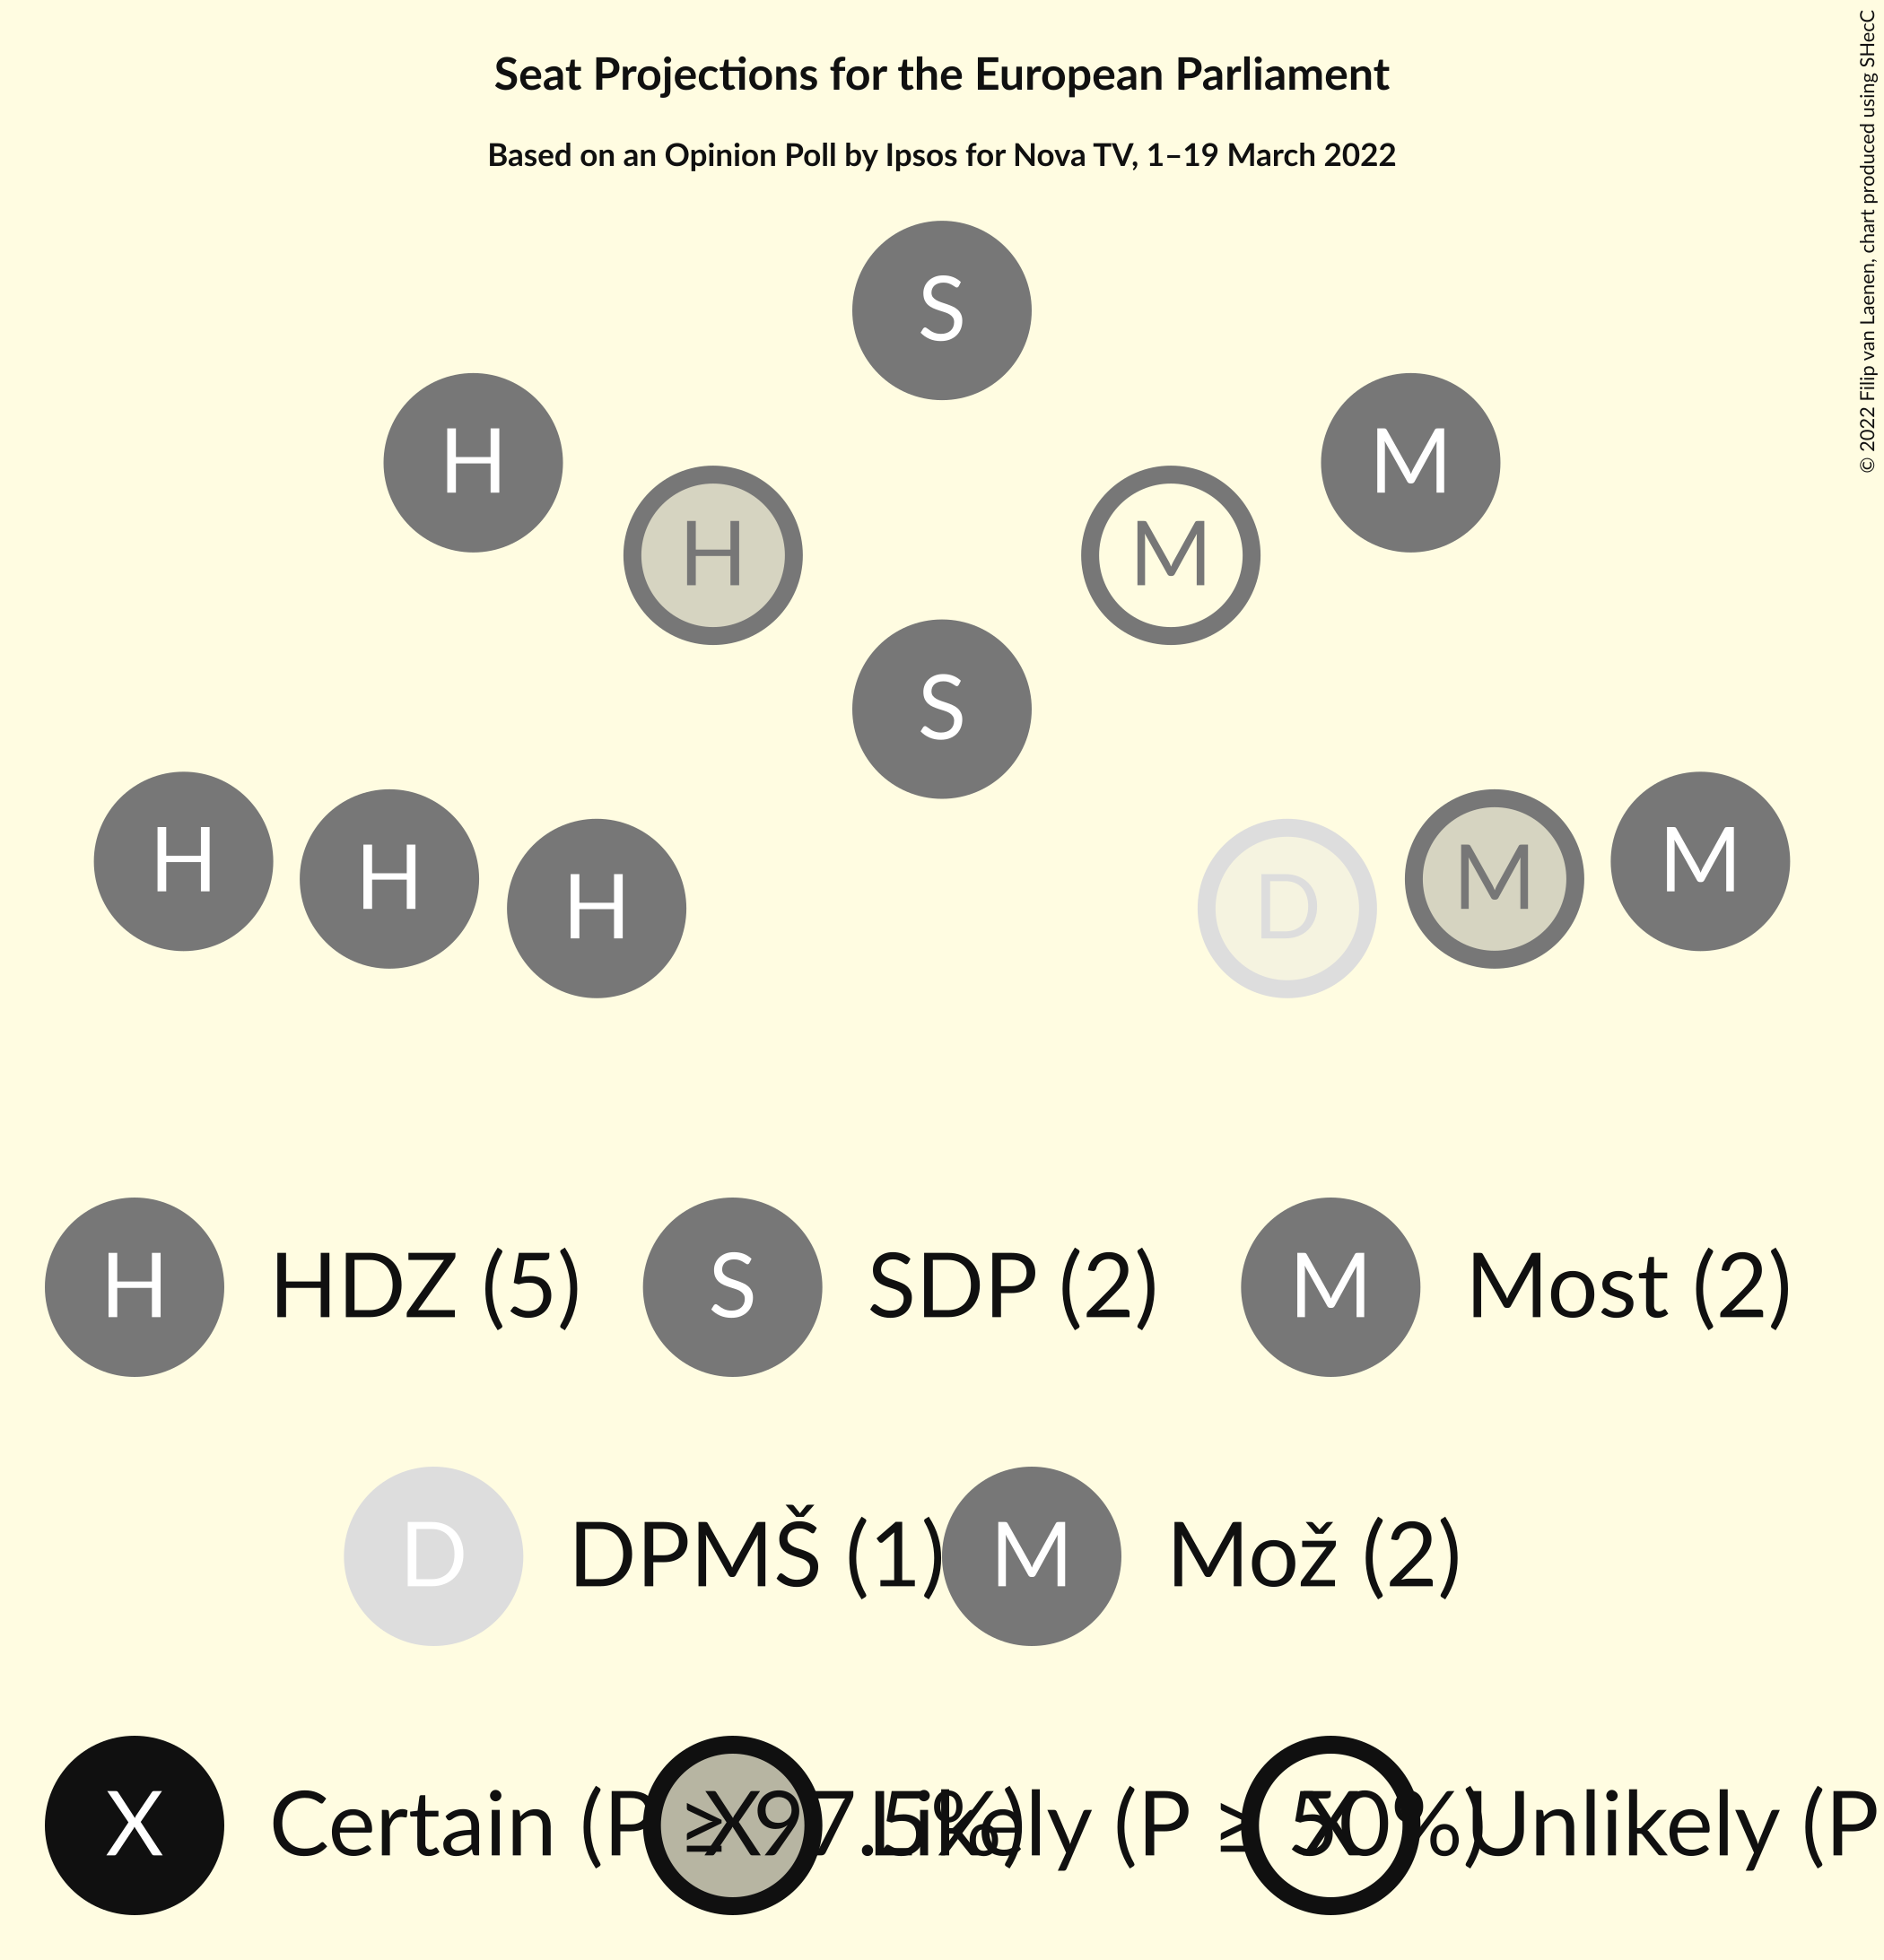 Seat Projections for the European Parliament
Based on an Opinion Poll by Ipsos for Nova TV, 1–19 March 2022
© 2022 Filip van Laenen, chart produced using SHecC
S
H
M
H
M
S
H
H
H
D
M
M
H HDZ (5) S SDP (2) M Most (2)
D DPMŠ (1) M Mož (2)
X Certain (P ≥ 97.5%) X Likely (P ≥ 50%) X Unlikely (P